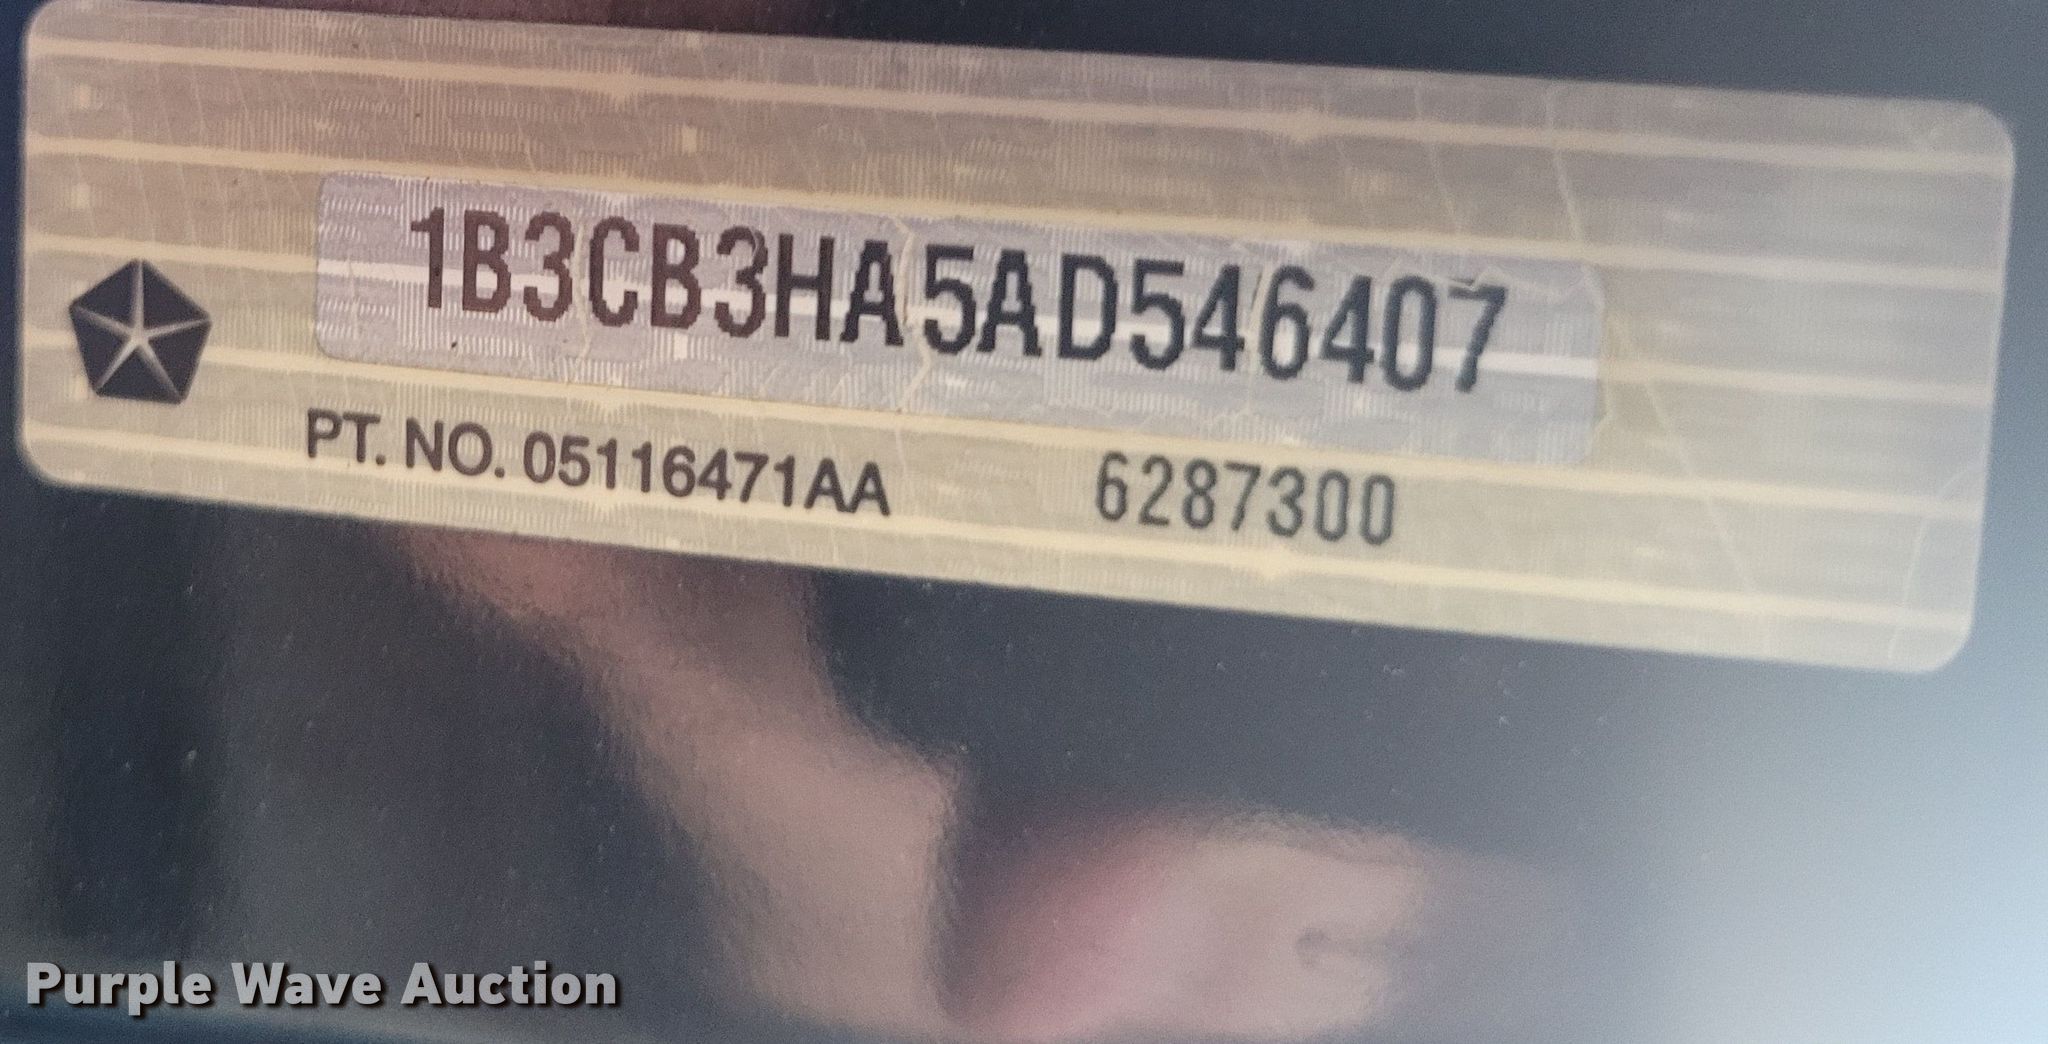 1B3CB3HA5AD546407
PT. NO. 05116471AA 6287300
Purple Wave Auction